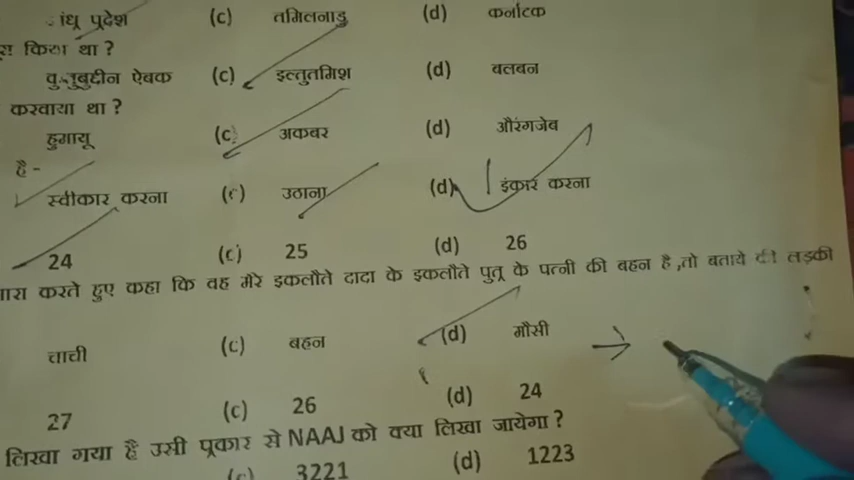 प्रदेश (c) तमिलनाडु (d) कर्नाटक
किया था ?
कुतुबुद्दीन ऐबक (c) इल्तुतमिश (d) बलबन
करवाया था ?
हुमायू (c) अकबर (d) औरंगजेब
है -
स्वीकार करना (c) उठाना (d) इंकार करना
24 (c) 25 (d) 26
करते हुए कहा कि वह मेरे इकलौते दादा के इकलौते पुत्र के पत्नी की बहन है ,तो बताये की लड़की
चाची (c) बहन (d) मौसी
27 (c) 26 (d) 24
लिखा गया है उसी प्रकार से NAAJ को क्या लिखा जायेगा ?
(c) 3221 (d) 1223